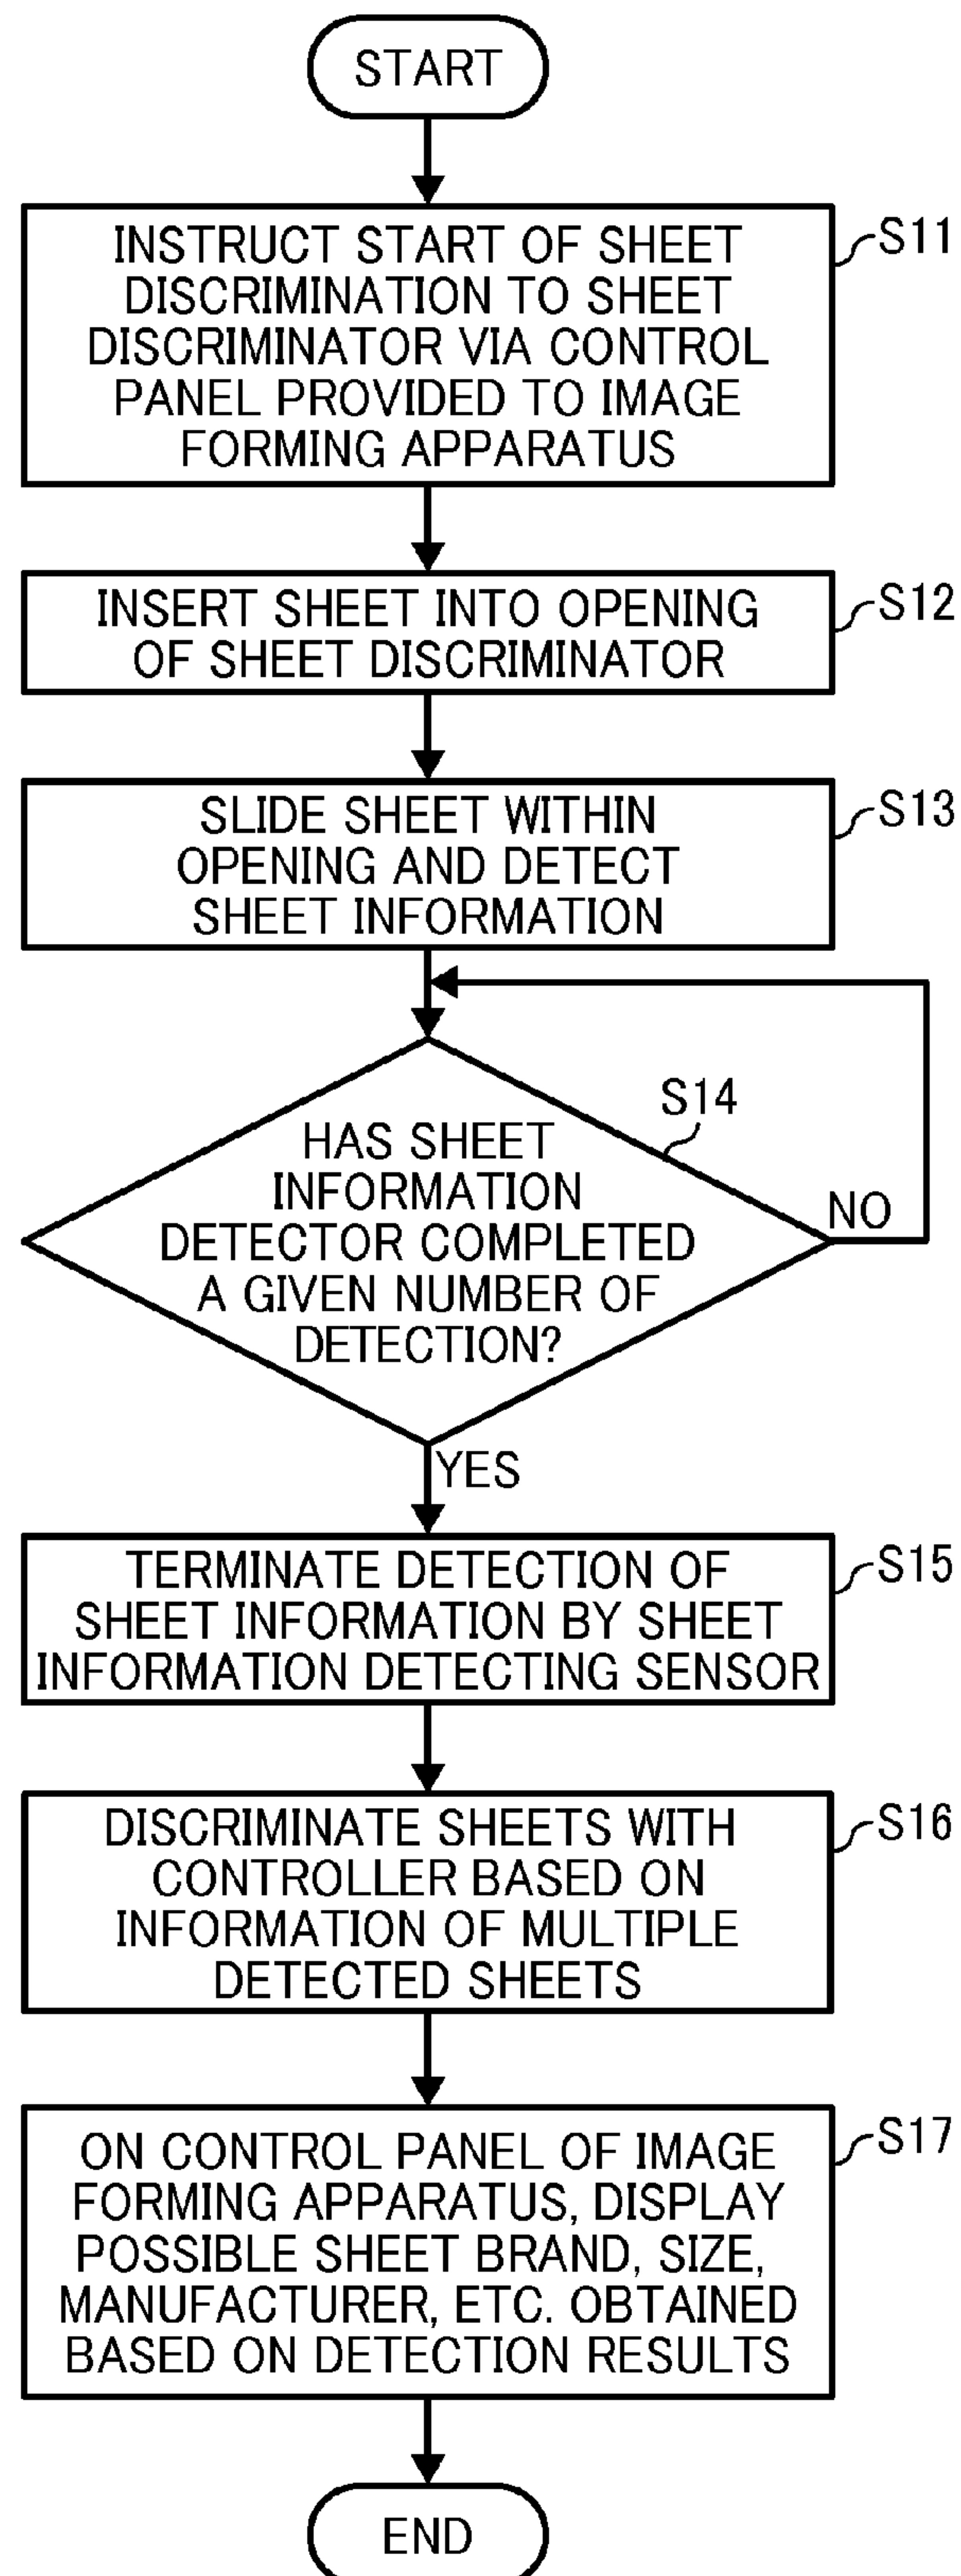 START
INSTRUCT START OF SHEET
DISCRIMINATION TO SHEET
DISCRIMINATOR VIA CONTROL
PANEL PROVIDED TO IMAGE
FORMING APPARATUS
S11
INSERT SHEET INTO OPENING
OF SHEET DISCRIMINATOR
S12
SLIDE SHEET WITHIN
OPENING AND DETECT
SHEET INFORMATION
S13
S14
HAS SHEET
INFORMATION
DETECTOR COMPLETED
A GIVEN NUMBER OF
DETECTION?
NO
YES
TERMINATE DETECTION OF
SHEET INFORMATION BY SHEET
INFORMATION DETECTING SENSOR
S15
DISCRIMINATE SHEETS WITH
CONTROLLER BASED ON
INFORMATION OF MULTIPLE
DETECTED SHEETS
S16
ON CONTROL PANEL OF IMAGE
FORMING APPARATUS, DISPLAY
POSSIBLE SHEET BRAND, SIZE,
MANUFACTURER, ETC. OBTAINED
BASED ON DETECTION RESULTS
S17
END